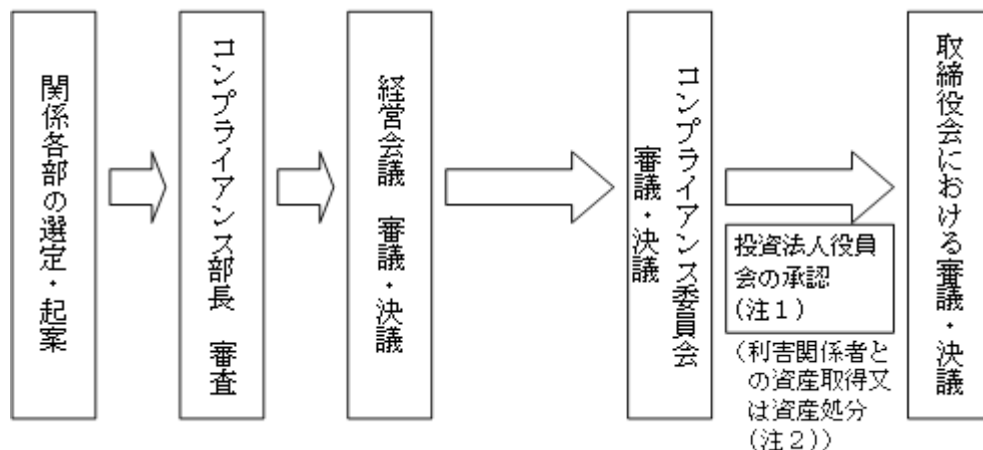 関係各部の選定・起案
コンプライアンス部長　審査
経営会議　審議・決議
コンプライアンス委員会
審議・決議
投資法人役員
会の承認
（注１）
（利害関係者と
の資産取得又
は資産処分
（注２））
取締役会における審議・決議